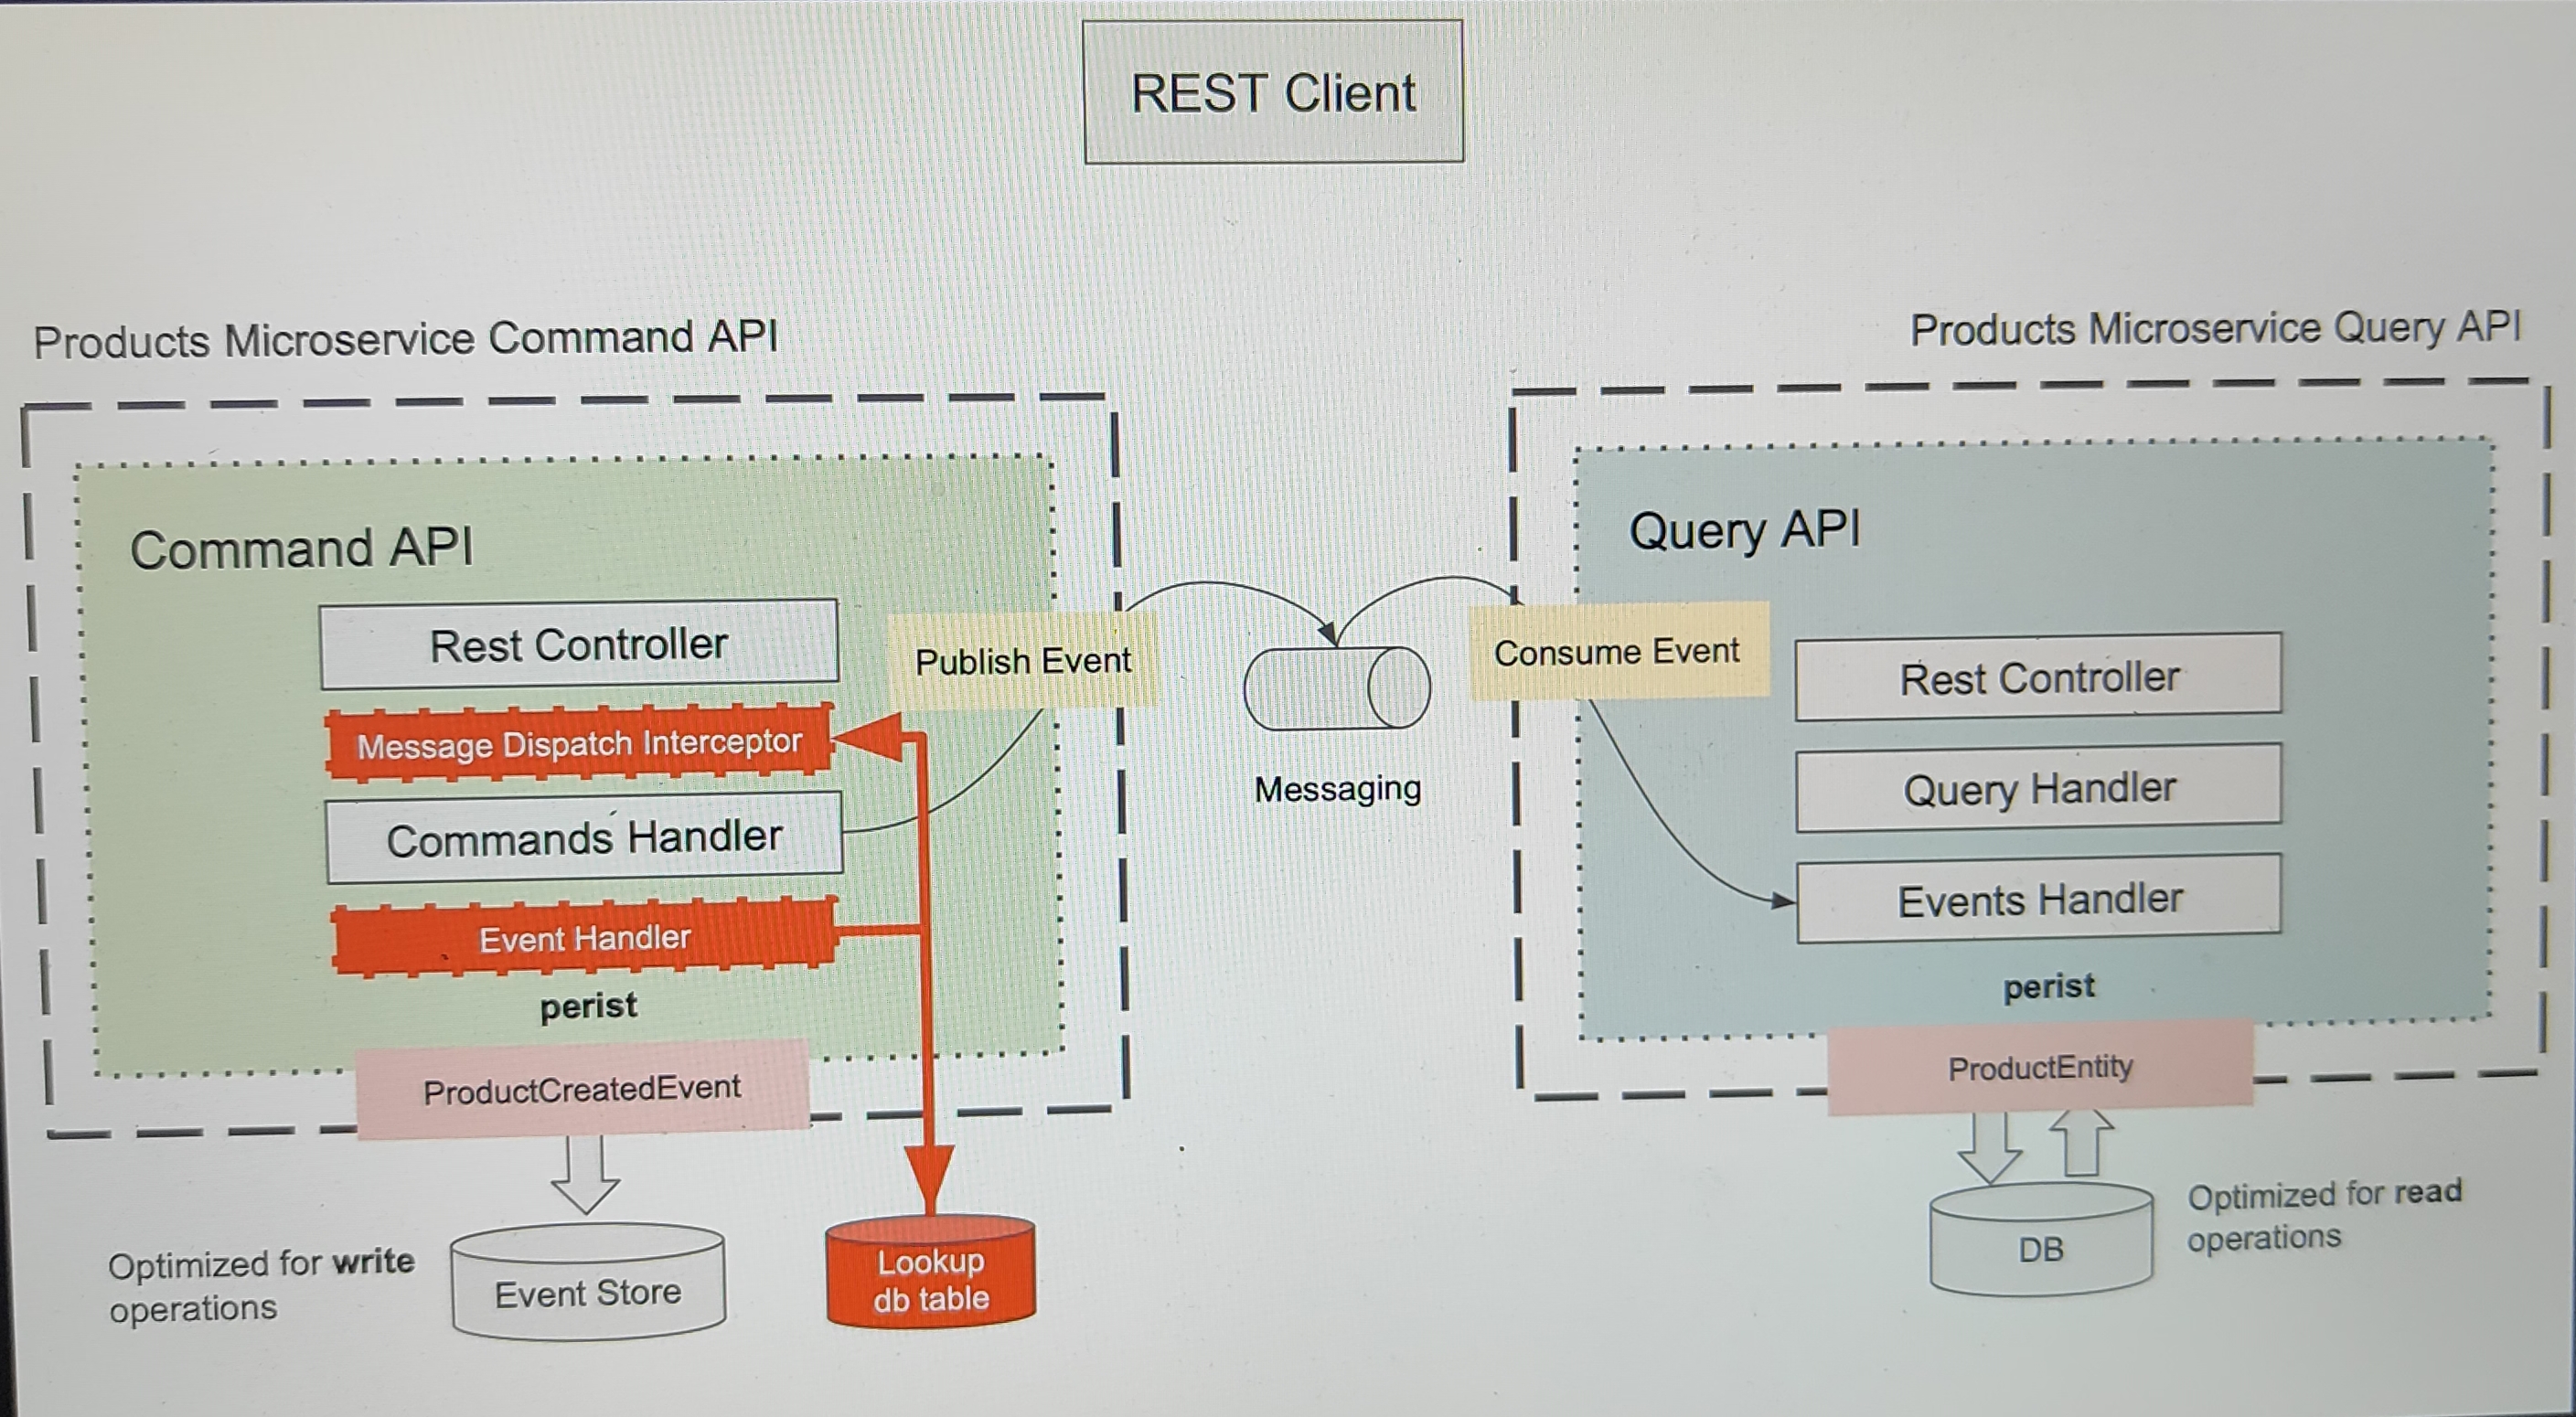 REST Client
Products Microservice Command API
Products Microservice Query API
Command API
Rest Controller
Message Dispatch Interceptor
Commands Handler
Event Handler
perist
ProductCreatedEvent
Publish Event
Messaging
Consume Event
Query API
Rest Controller
Query Handler
Events Handler
perist
ProductEntity
Optimized for write
operations
Event Store
Lookup
db table
DB
Optimized for read
operations